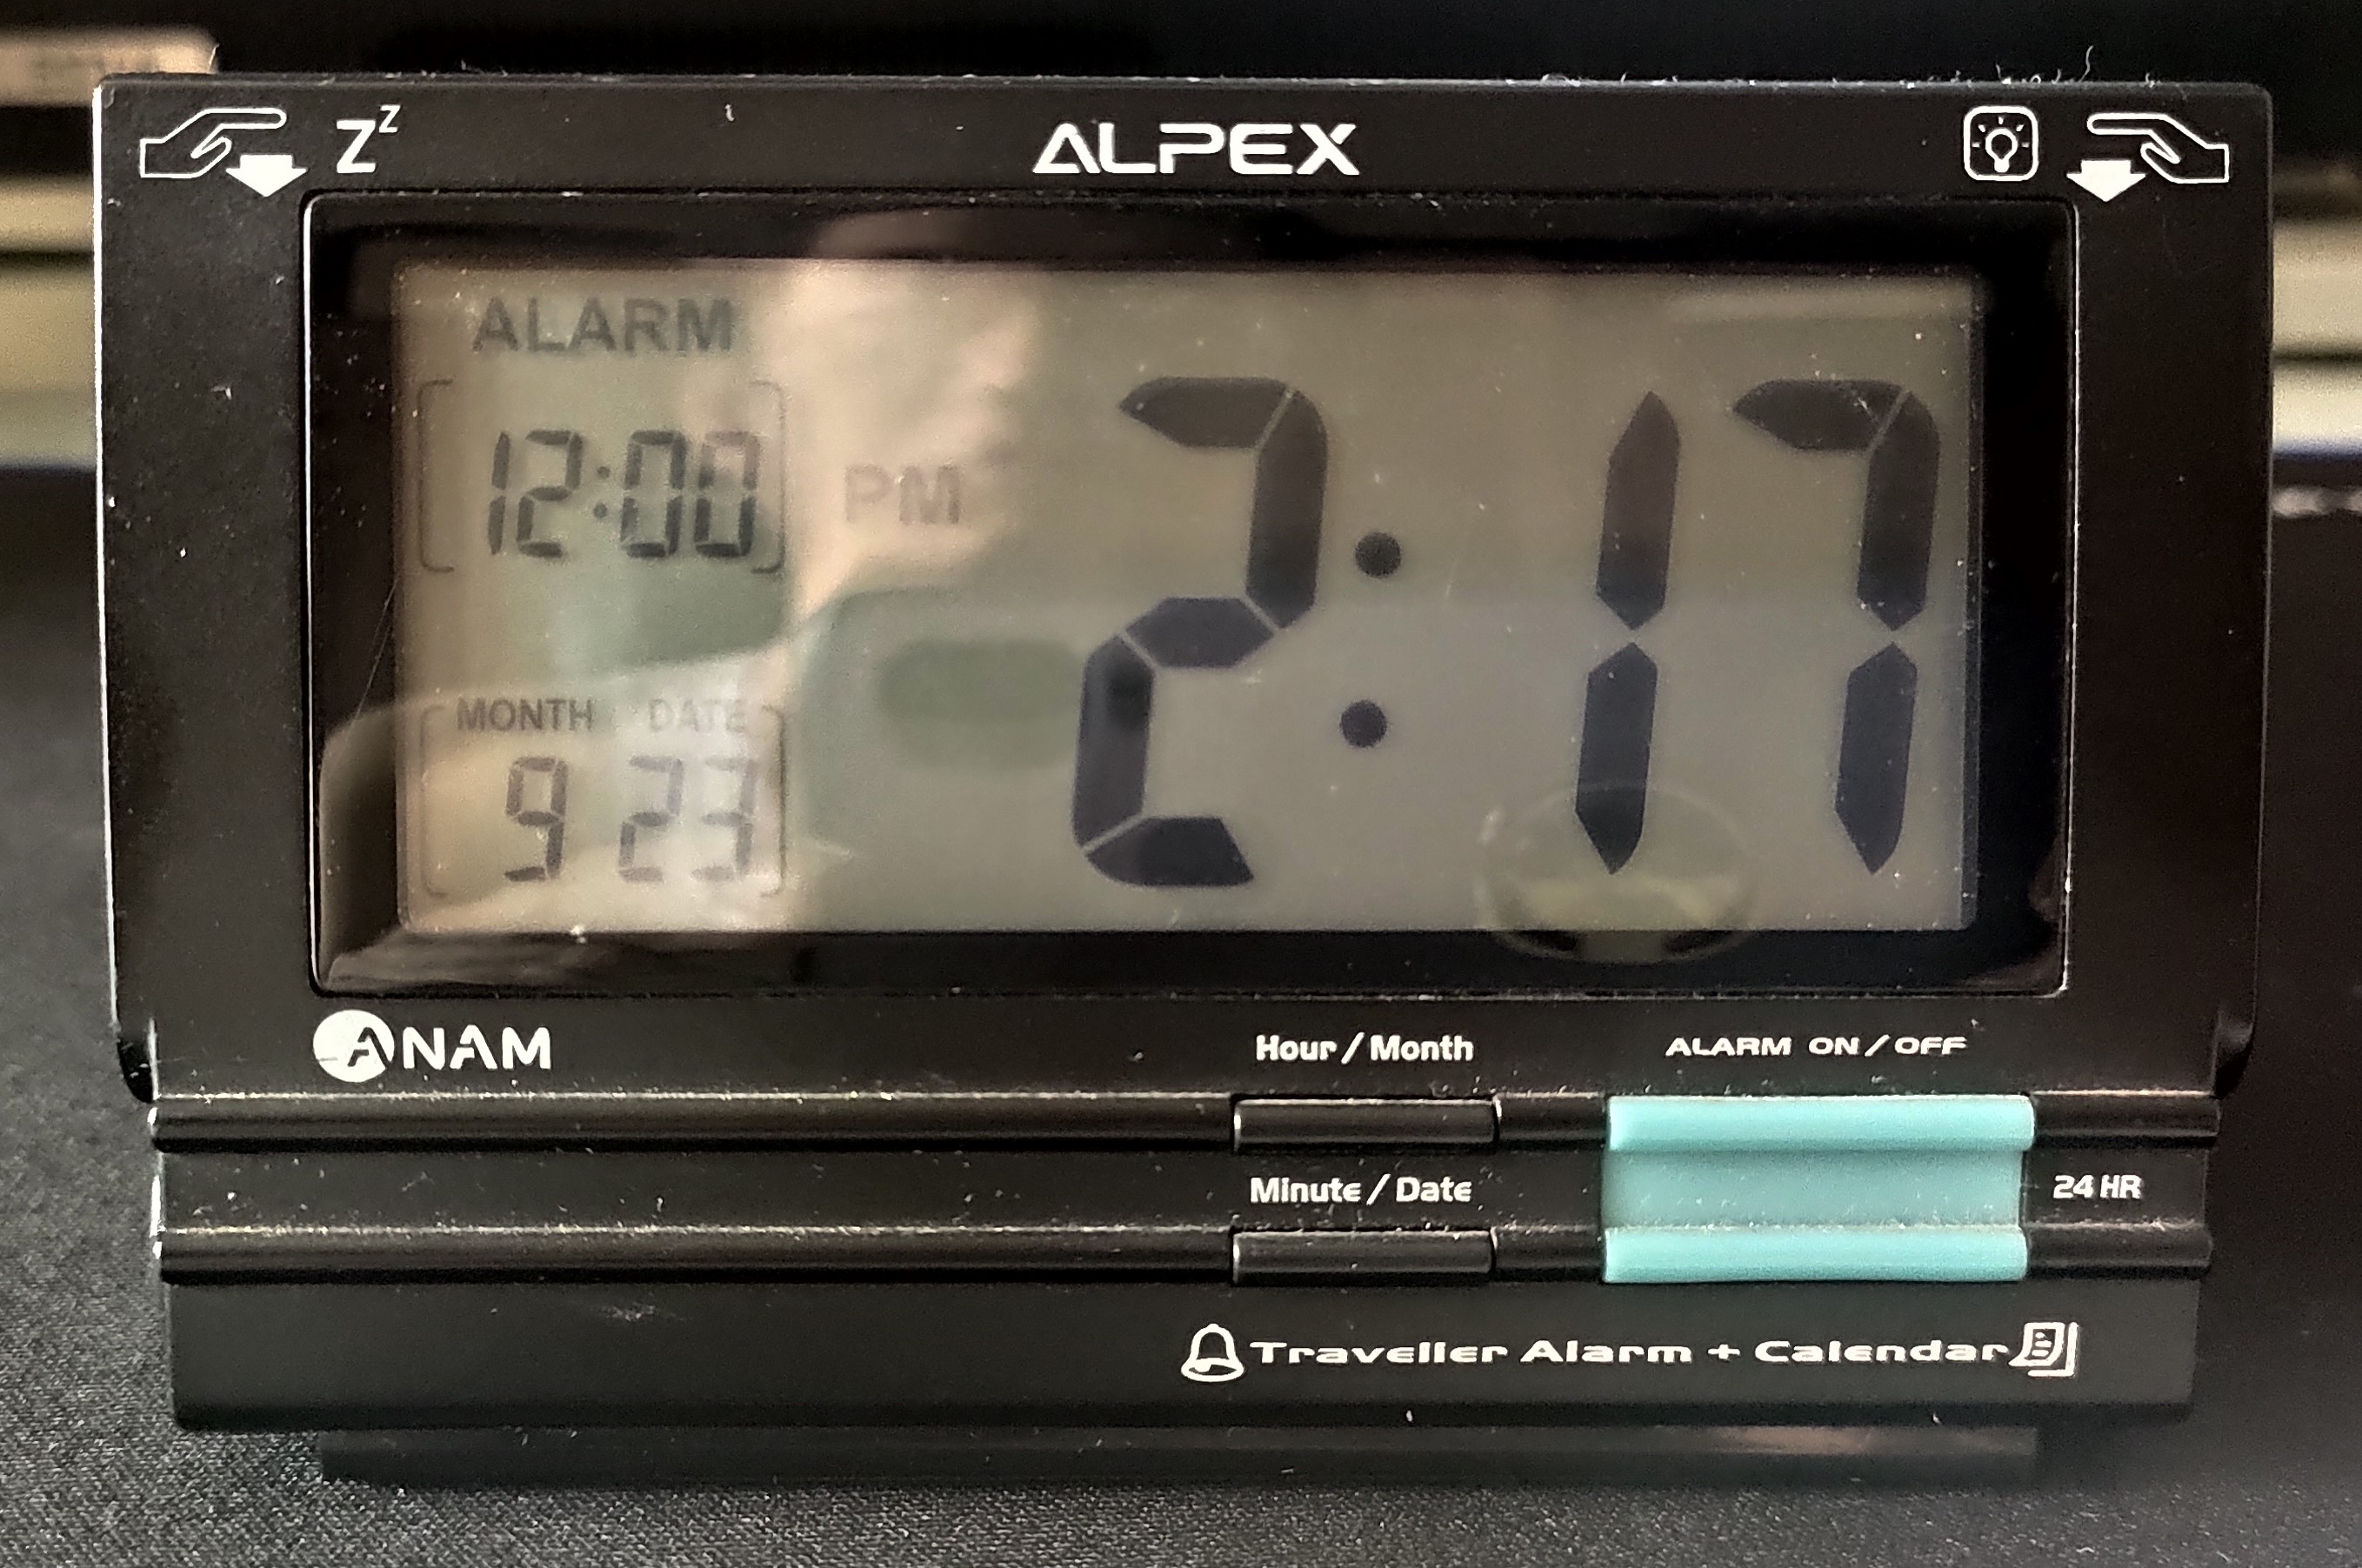 Zz ALPEX
ALARM
12:00
PM 2:17
MONTH DATE
9 23
ANAM
Hour / Month ALARM ON / OFF
Minute / Date 24 HR
Traveller Alarm + Calendar